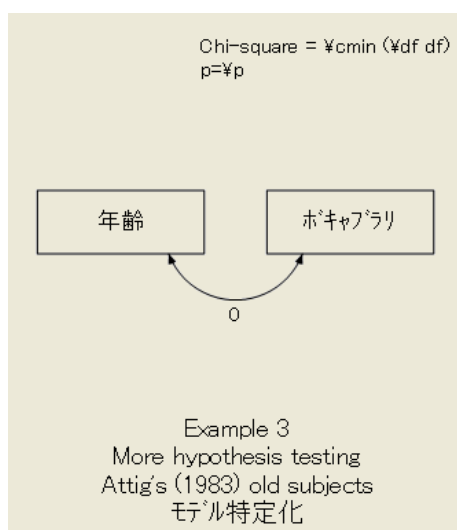 Chi-square = ¥cmin (¥df df)
p=¥p
年齢
ﾎﾞｷｬﾌﾞﾗﾘ
0
Example 3
More hypothesis testing
Attig's (1983) old subjects
ﾓﾃﾞﾙ特定化